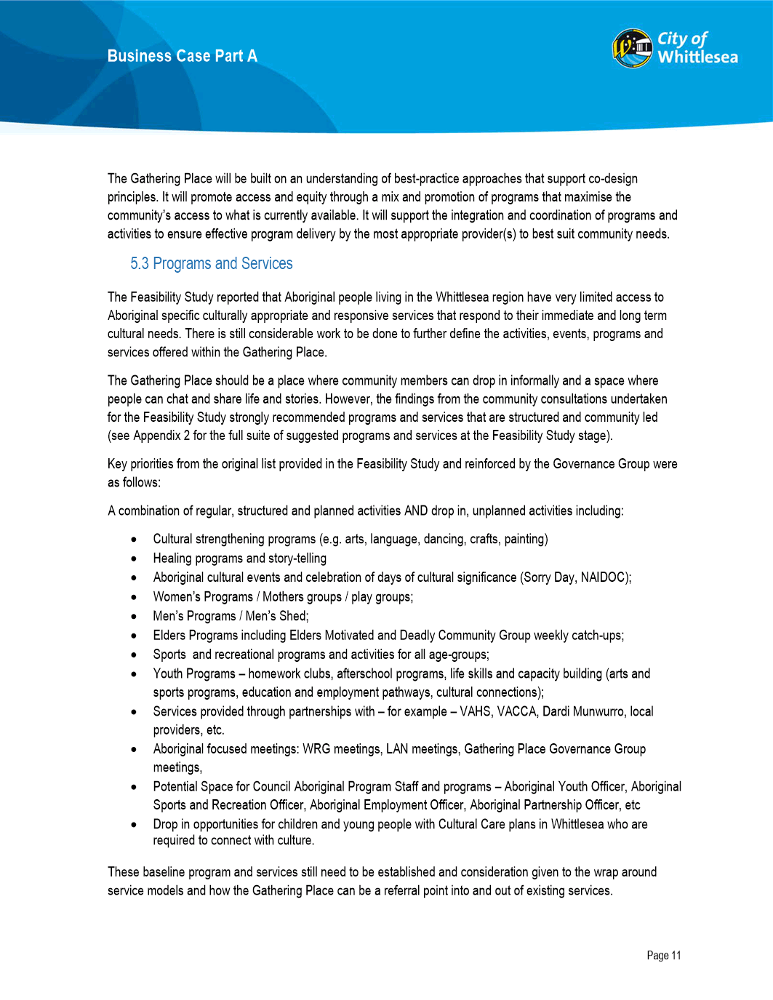 Business Case Part A
City of
Whittlesea
The Gathering Place will be built on an understanding of best-practice approaches that support co-design
principles. It will promote access and equity through a mix and promotion of programs that maximise the
community’s access to what is currently available. It will support the integration and coordination of programs and
activities to ensure effective program delivery by the most appropriate provider(s) to best suit community needs.
5.3 Programs and Services
The Feasibility Study reported that Aboriginal people living in the Whittlesea region have very limited access to
Aboriginal specific culturally appropriate and responsive services that respond to their immediate and long term
cultural needs. There is still considerable work to be done to further define the activities, events, programs and
services offered within the Gathering Place.
The Gathering Place should be a place where community members can drop in informally and a space where
people can chat and share life and stories. However, the findings from the community consultations undertaken
for the Feasibility Study strongly recommended programs and services that are structured and community led
(see Appendix 2 for the full suite of suggested programs and services at the Feasibility Study stage).
Key priorities from the original list provided in the Feasibility Study and reinforced by the Governance Group were
as follows:
A combination of regular, structured and planned activities AND drop in, unplanned activities including:
• Cultural strengthening programs (e.g. arts, language, dancing, crafts, painting)
• Healing programs and story-telling
• Aboriginal cultural events and celebration of days of cultural significance (Sorry Day, NAIDOC);
• Women’s Programs / Mothers groups / play groups;
• Men’s Programs / Men’s Shed;
• Elders Programs including Elders Motivated and Deadly Community Group weekly catch-ups;
• Sports  and recreational programs and activities for all age-groups;
• Youth Programs – homework clubs, afterschool programs, life skills and capacity building (arts and
sports programs, education and employment pathways, cultural connections);
• Services provided through partnerships with – for example – VAHS, VACCA, Dardi Munwurro, local
providers, etc.
• Aboriginal focused meetings: WRG meetings, LAN meetings, Gathering Place Governance Group
meetings,
• Potential Space for Council Aboriginal Program Staff and programs – Aboriginal Youth Officer, Aboriginal
Sports and Recreation Officer, Aboriginal Employment Officer, Aboriginal Partnership Officer, etc
• Drop in opportunities for children and young people with Cultural Care plans in Whittlesea who are
required to connect with culture.
These baseline program and services still need to be established and consideration given to the wrap around
service models and how the Gathering Place can be a referral point into and out of existing services.
Page 11